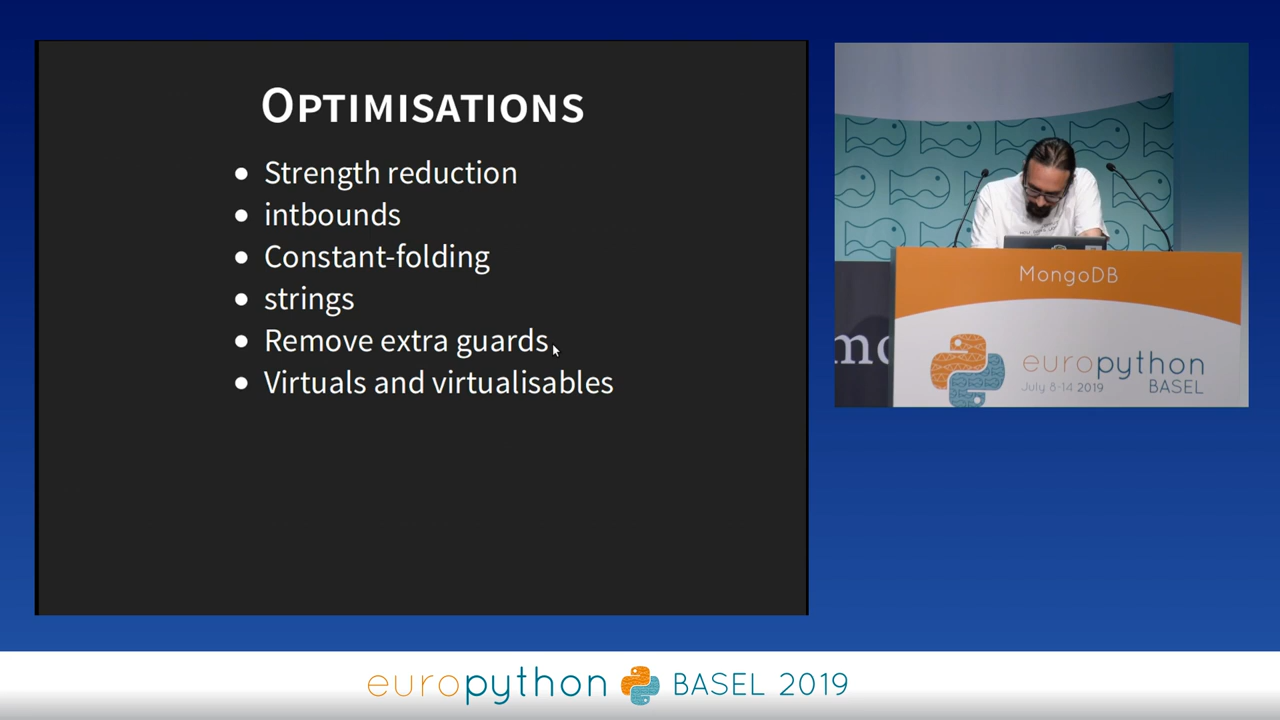 OPTIMISATIONS
Strength reduction
intbounds
Constant-folding
strings
Remove extra guards
Virtuals and virtualisables
MongoDB
mo
europython
July 8-14 2019
BASEL
europython BASEL 2019